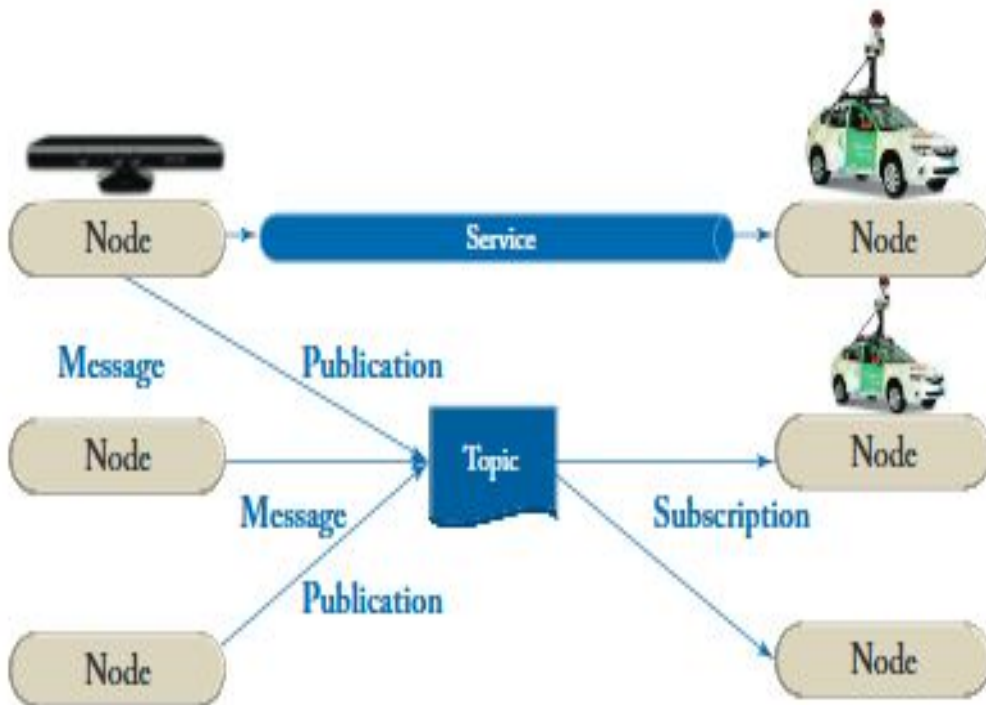 Node
Service
Node
Message
Publication
Node
Topic
Node
Message
Subscription
Publication
Node
Node